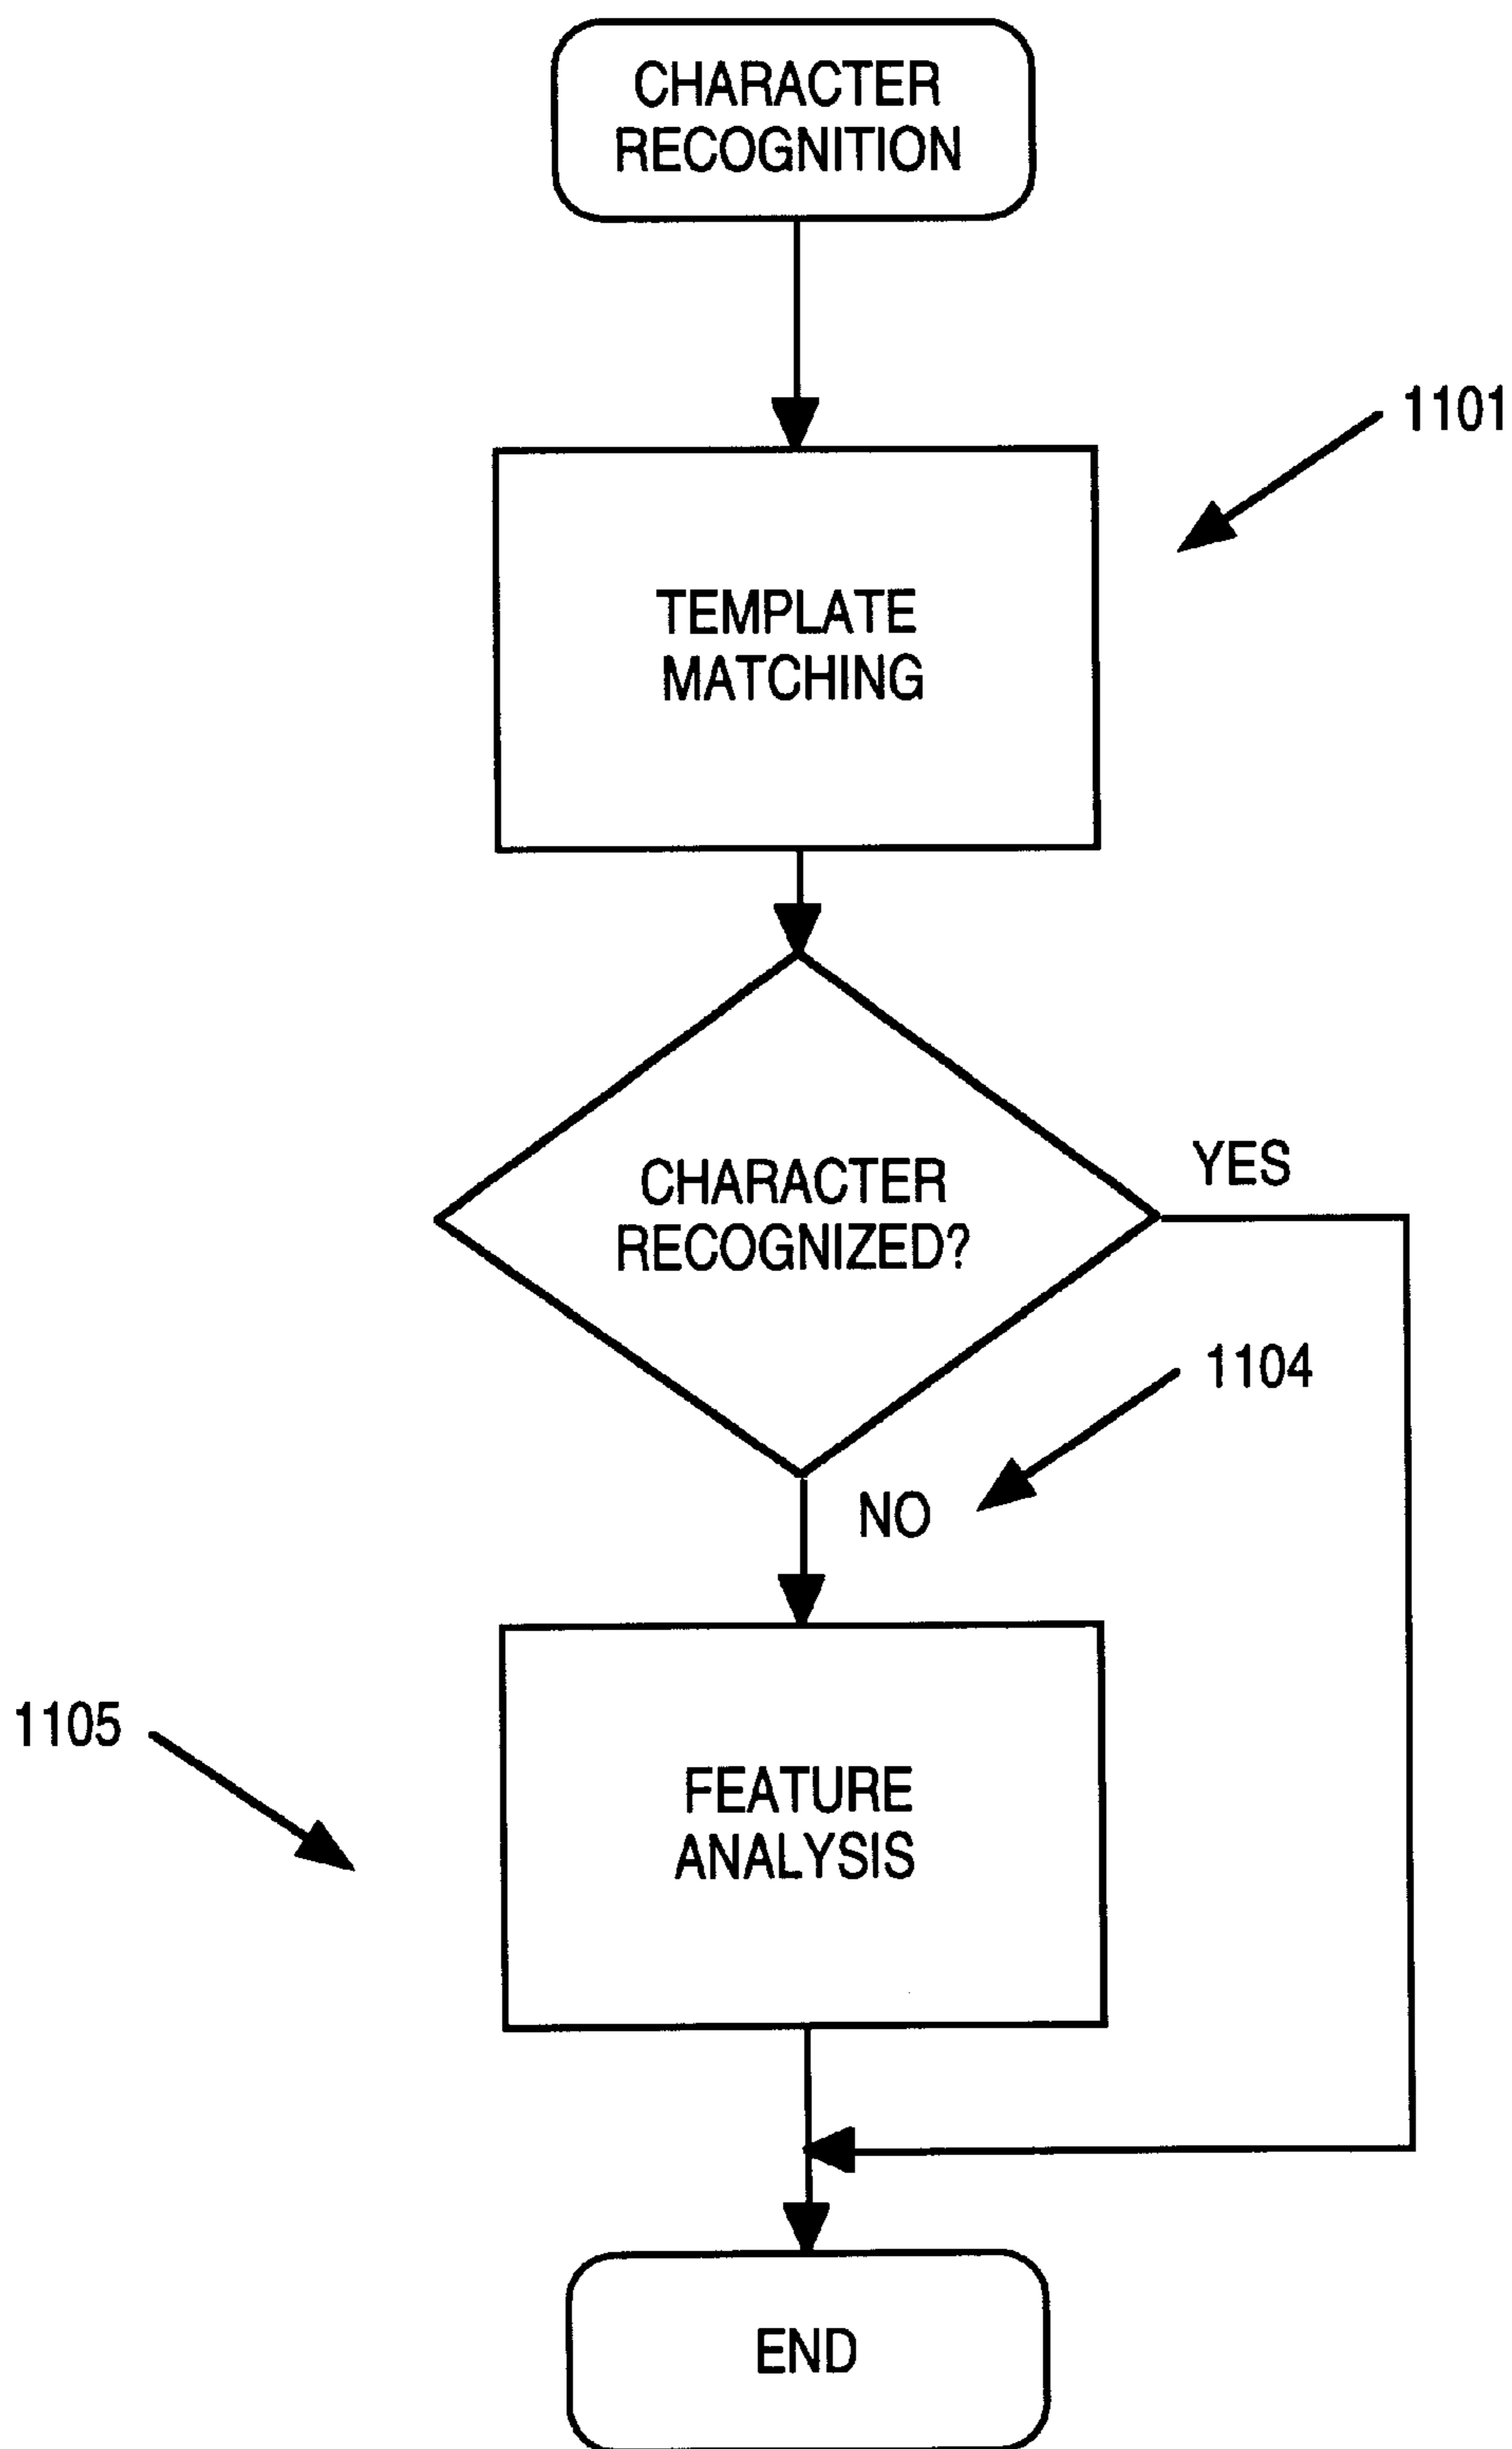 CHARACTER
RECOGNITION
1101
TEMPLATE
MATCHING
CHARACTER
RECOGNIZED?
YES
1104
NO
1105
FEATURE
ANALYSIS
END